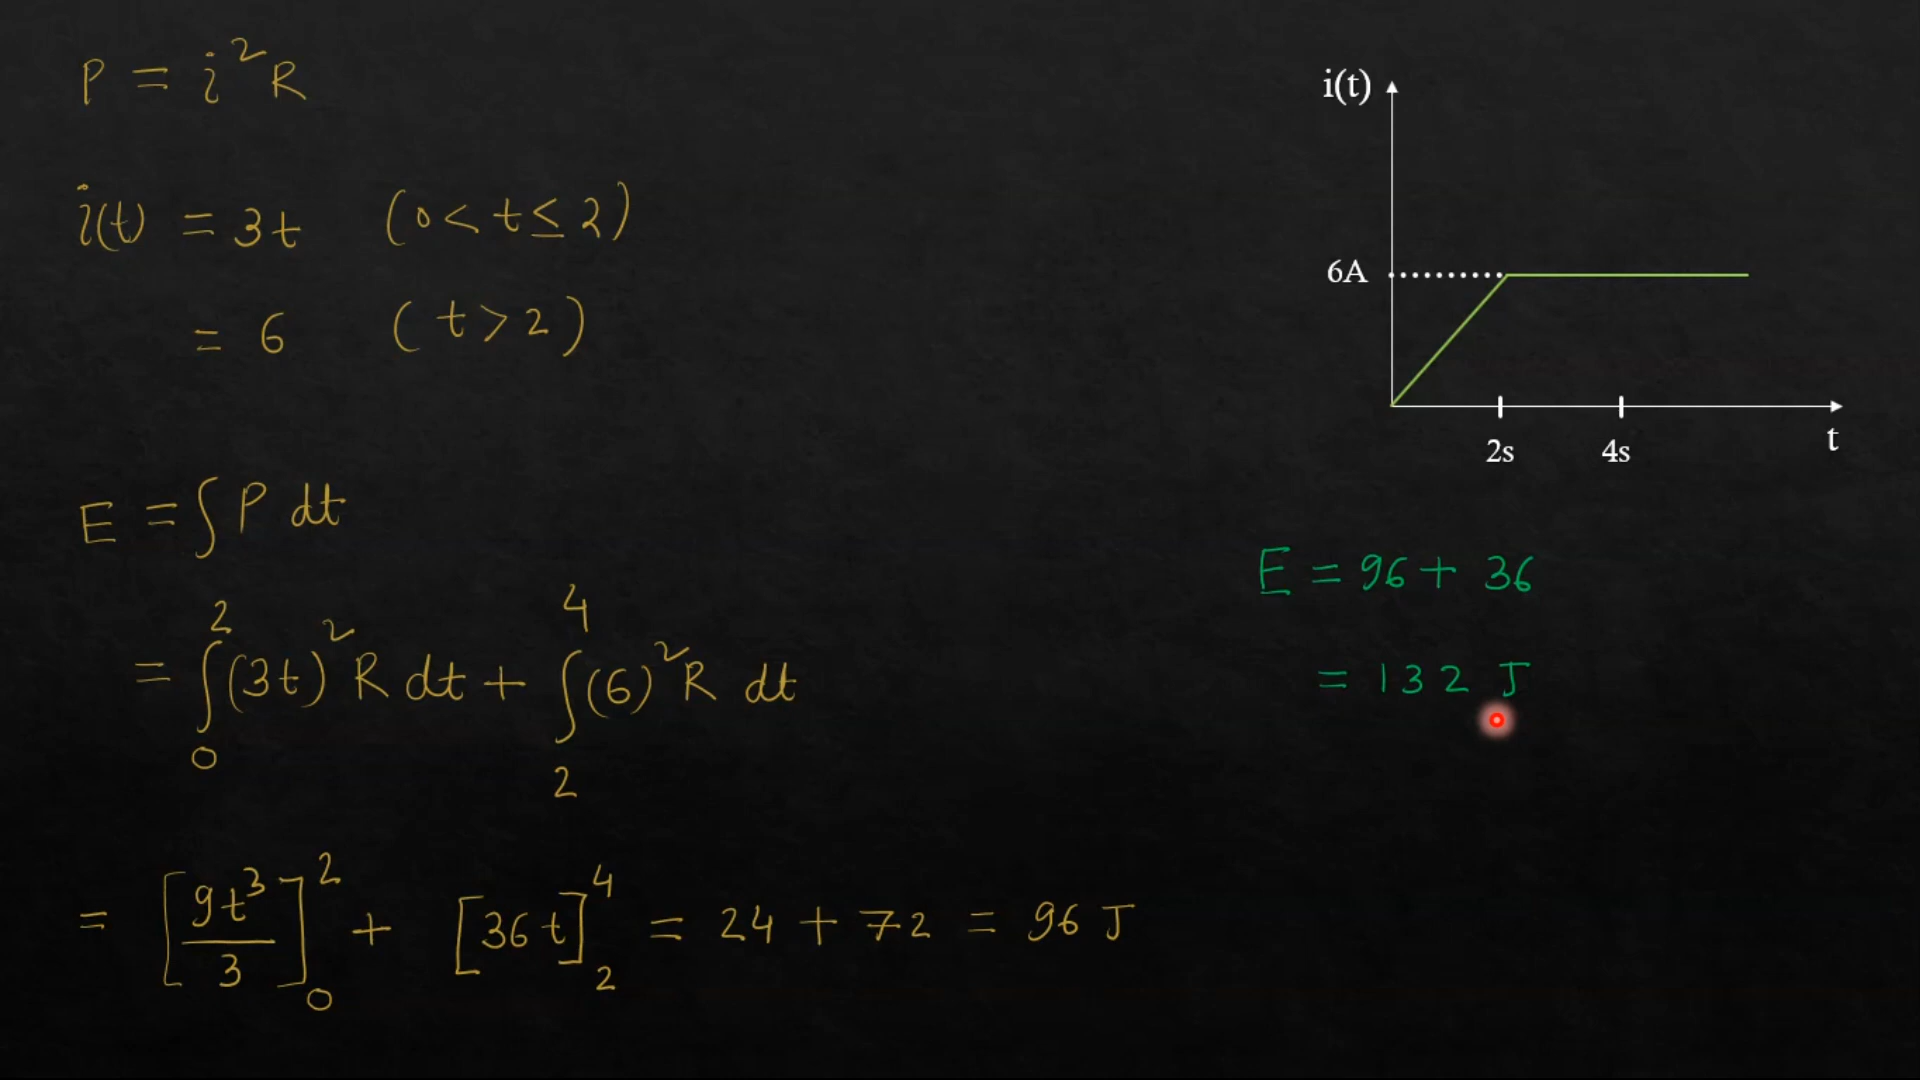 P = i²R
i(t) = 3t (0 < t ≤ 2)
= 6 (t > 2)
E = ∫ P dt
= ∫₀² (3t)² R dt + ∫₂⁴ (6)² R dt
= [9t³/3]₀² + [36t]₂⁴ = 24 + 72 = 96 J
i(t)
6A
2s 4s t
E = 96 + 36
= 132 J